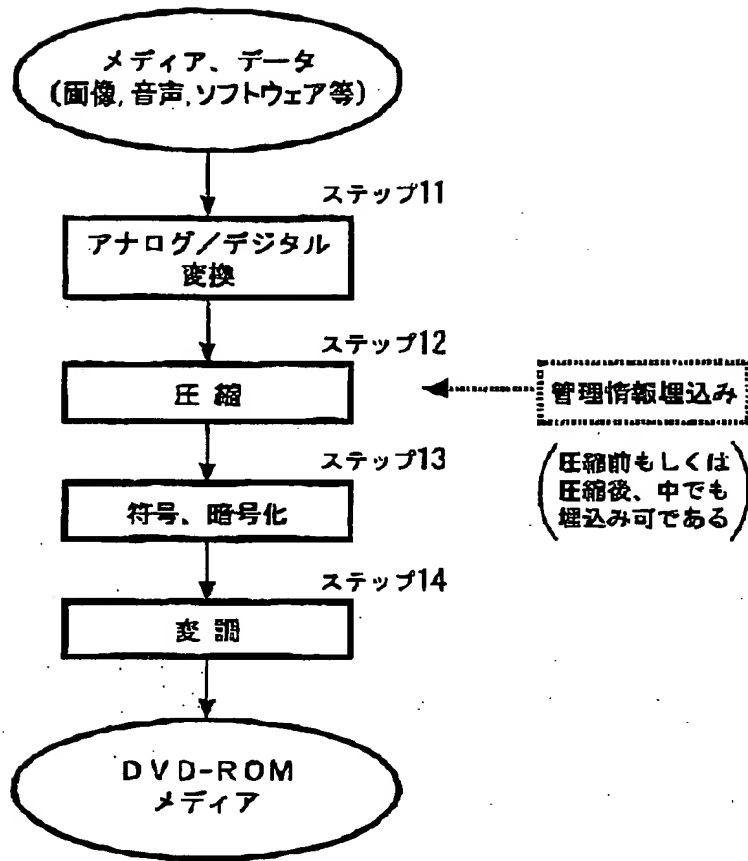 メディア、データ
(画像,音声,ソフトウェア等)
ステップ11
アナログ／デジタル
変換
ステップ12
圧縮
管理情報埋込み
(圧縮前もしくは
圧縮後、中でも
埋込み可である)
ステップ13
符号、暗号化
ステップ14
変調
DVD-ROM
メディア